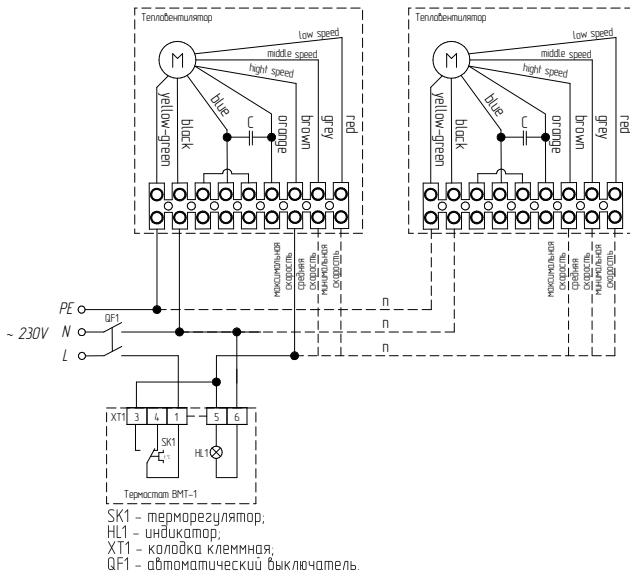 Тепловентилятор
low speed
middle speed
hight speed
M
yellow-green
black
blue
C
orange
brown
grey
red
максимальная
скорость
средняя
скорость
минимальная
скорость
Тепловентилятор
low speed
middle speed
hight speed
M
yellow-green
black
blue
C
orange
brown
grey
red
максимальная
скорость
средняя
скорость
минимальная
скорость
PE
n
QF1
~ 230V N
n
L
n
XT1 3 4 1 5 6
SK1
t°C
HL1
Термостат ВМТ-1
SK1 - терморегулятор;
HL1 - индикатор;
XT1 - колодка клеммная;
QF1 - автоматический выключатель.